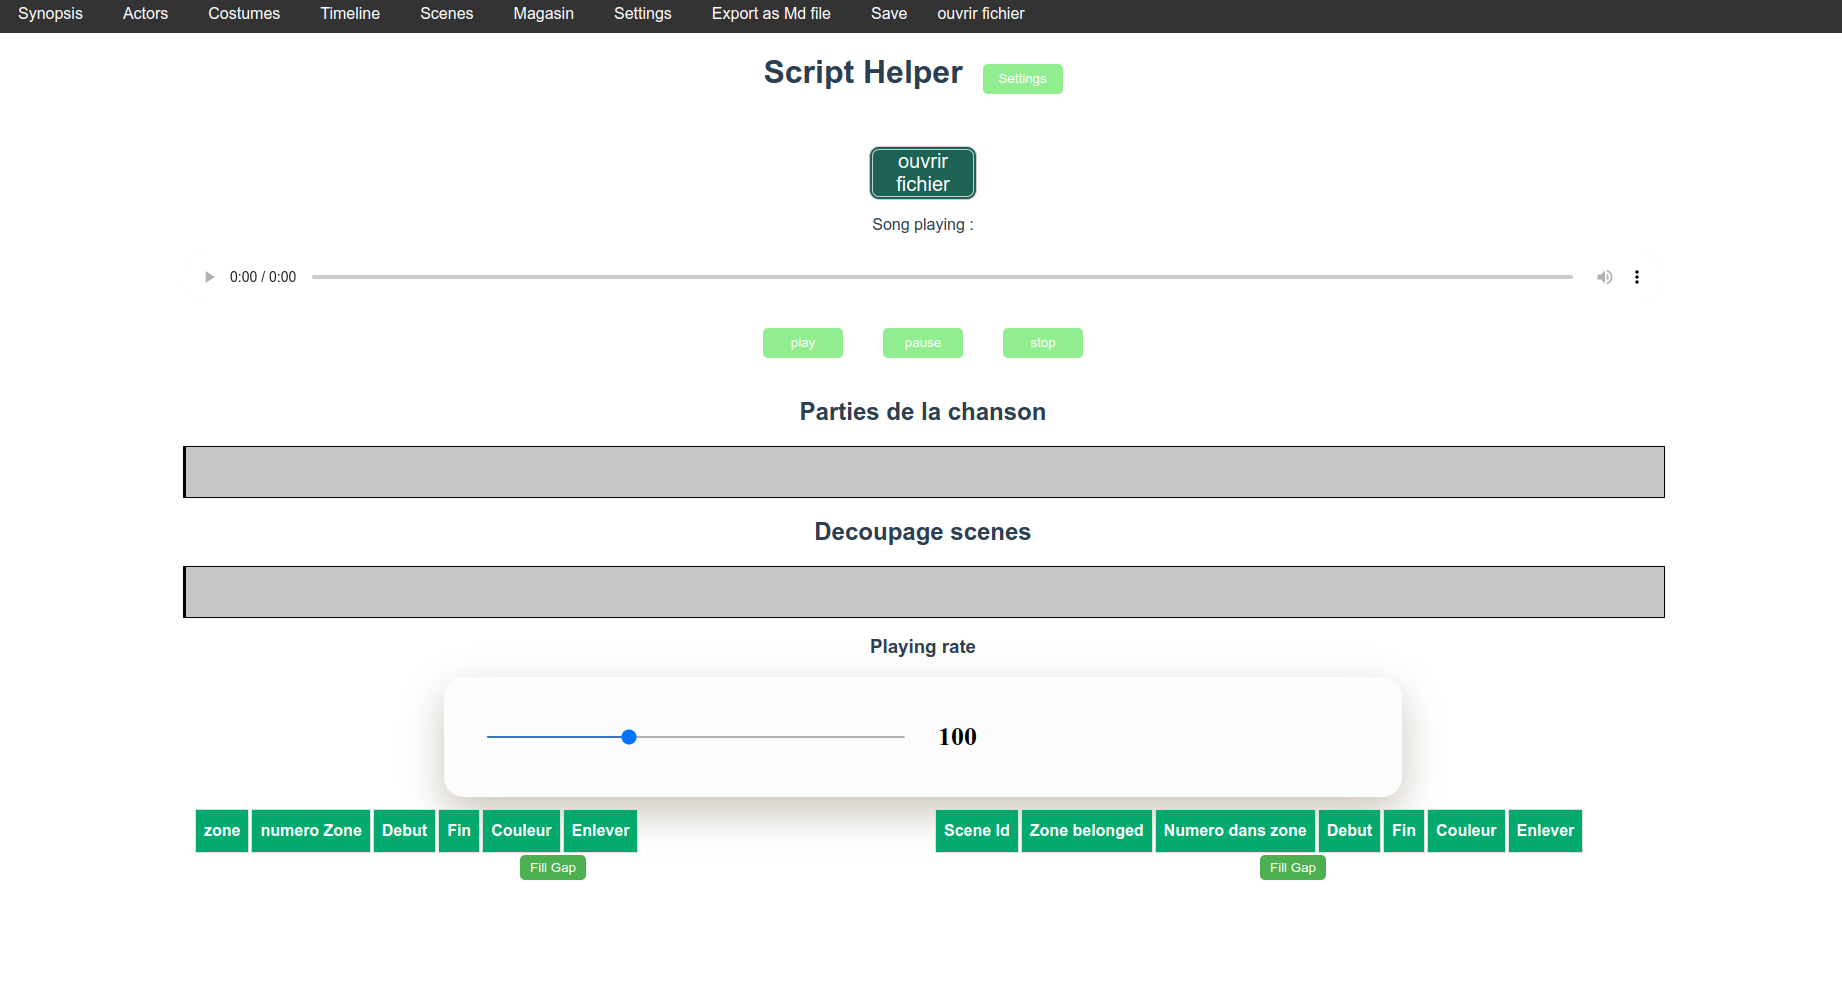 Synopsis Actors Costumes Timeline Scenes Magasin Settings Export as Md file Save ouvrir fichier
Script Helper Settings
ouvrir
fichier
Song playing :
0:00 / 0:00
play pause stop
Parties de la chanson
Decoupage scenes
Playing rate
100
zone numero Zone Debut Fin Couleur Enlever Scene Id Zone belonged Numero dans zone Debut Fin Couleur Enlever
Fill Gap Fill Gap